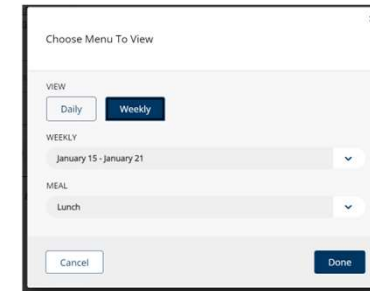 Choose Menu To View
VIEW
Daily Weekly
WEEKLY
January 15 - January 21
MEAL
Lunch
Cancel Done